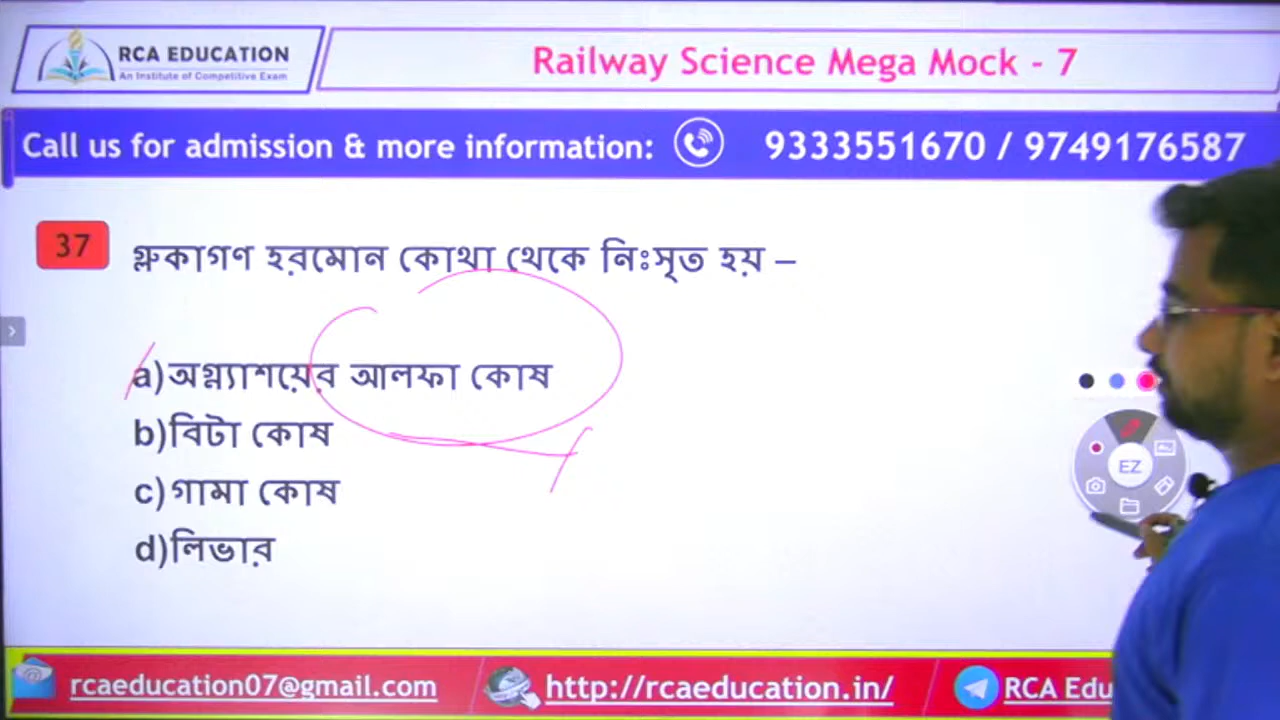 RCA EDUCATION
An Institute of Competitive Exam
Railway Science Mega Mock - 7
Call us for admission & more information: 9333551670 / 9749176587
37 গ্লুকাগণ হরমোন কোথা থেকে নিঃসৃত হয় –
a)অগ্ন্যাশয়ের আলফা কোষ
b)বিটা কোষ
c)গামা কোষ
d)লিভার
EZ
rcaeducation07@gmail.com http://rcaeducation.in/ RCA Edu